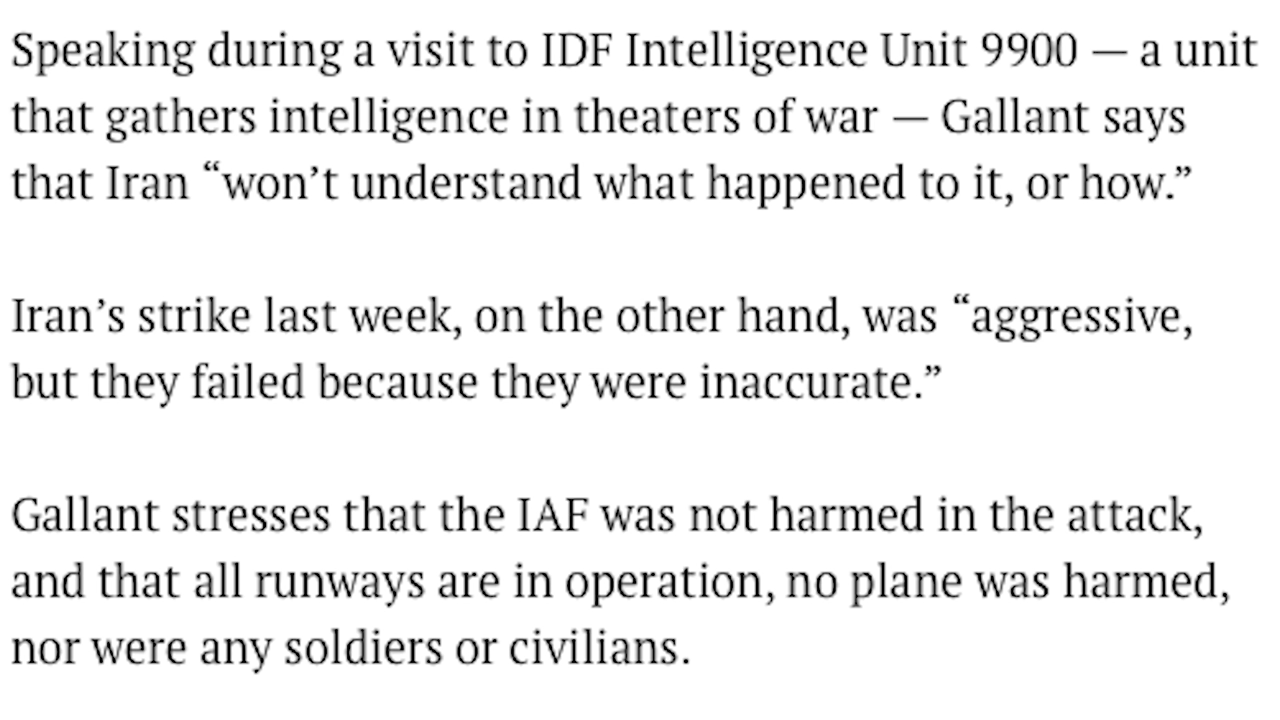 Speaking during a visit to IDF Intelligence Unit 9900 — a unit
that gathers intelligence in theaters of war — Gallant says
that Iran “won’t understand what happened to it, or how.”
Iran’s strike last week, on the other hand, was “aggressive,
but they failed because they were inaccurate.”
Gallant stresses that the IAF was not harmed in the attack,
and that all runways are in operation, no plane was harmed,
nor were any soldiers or civilians.